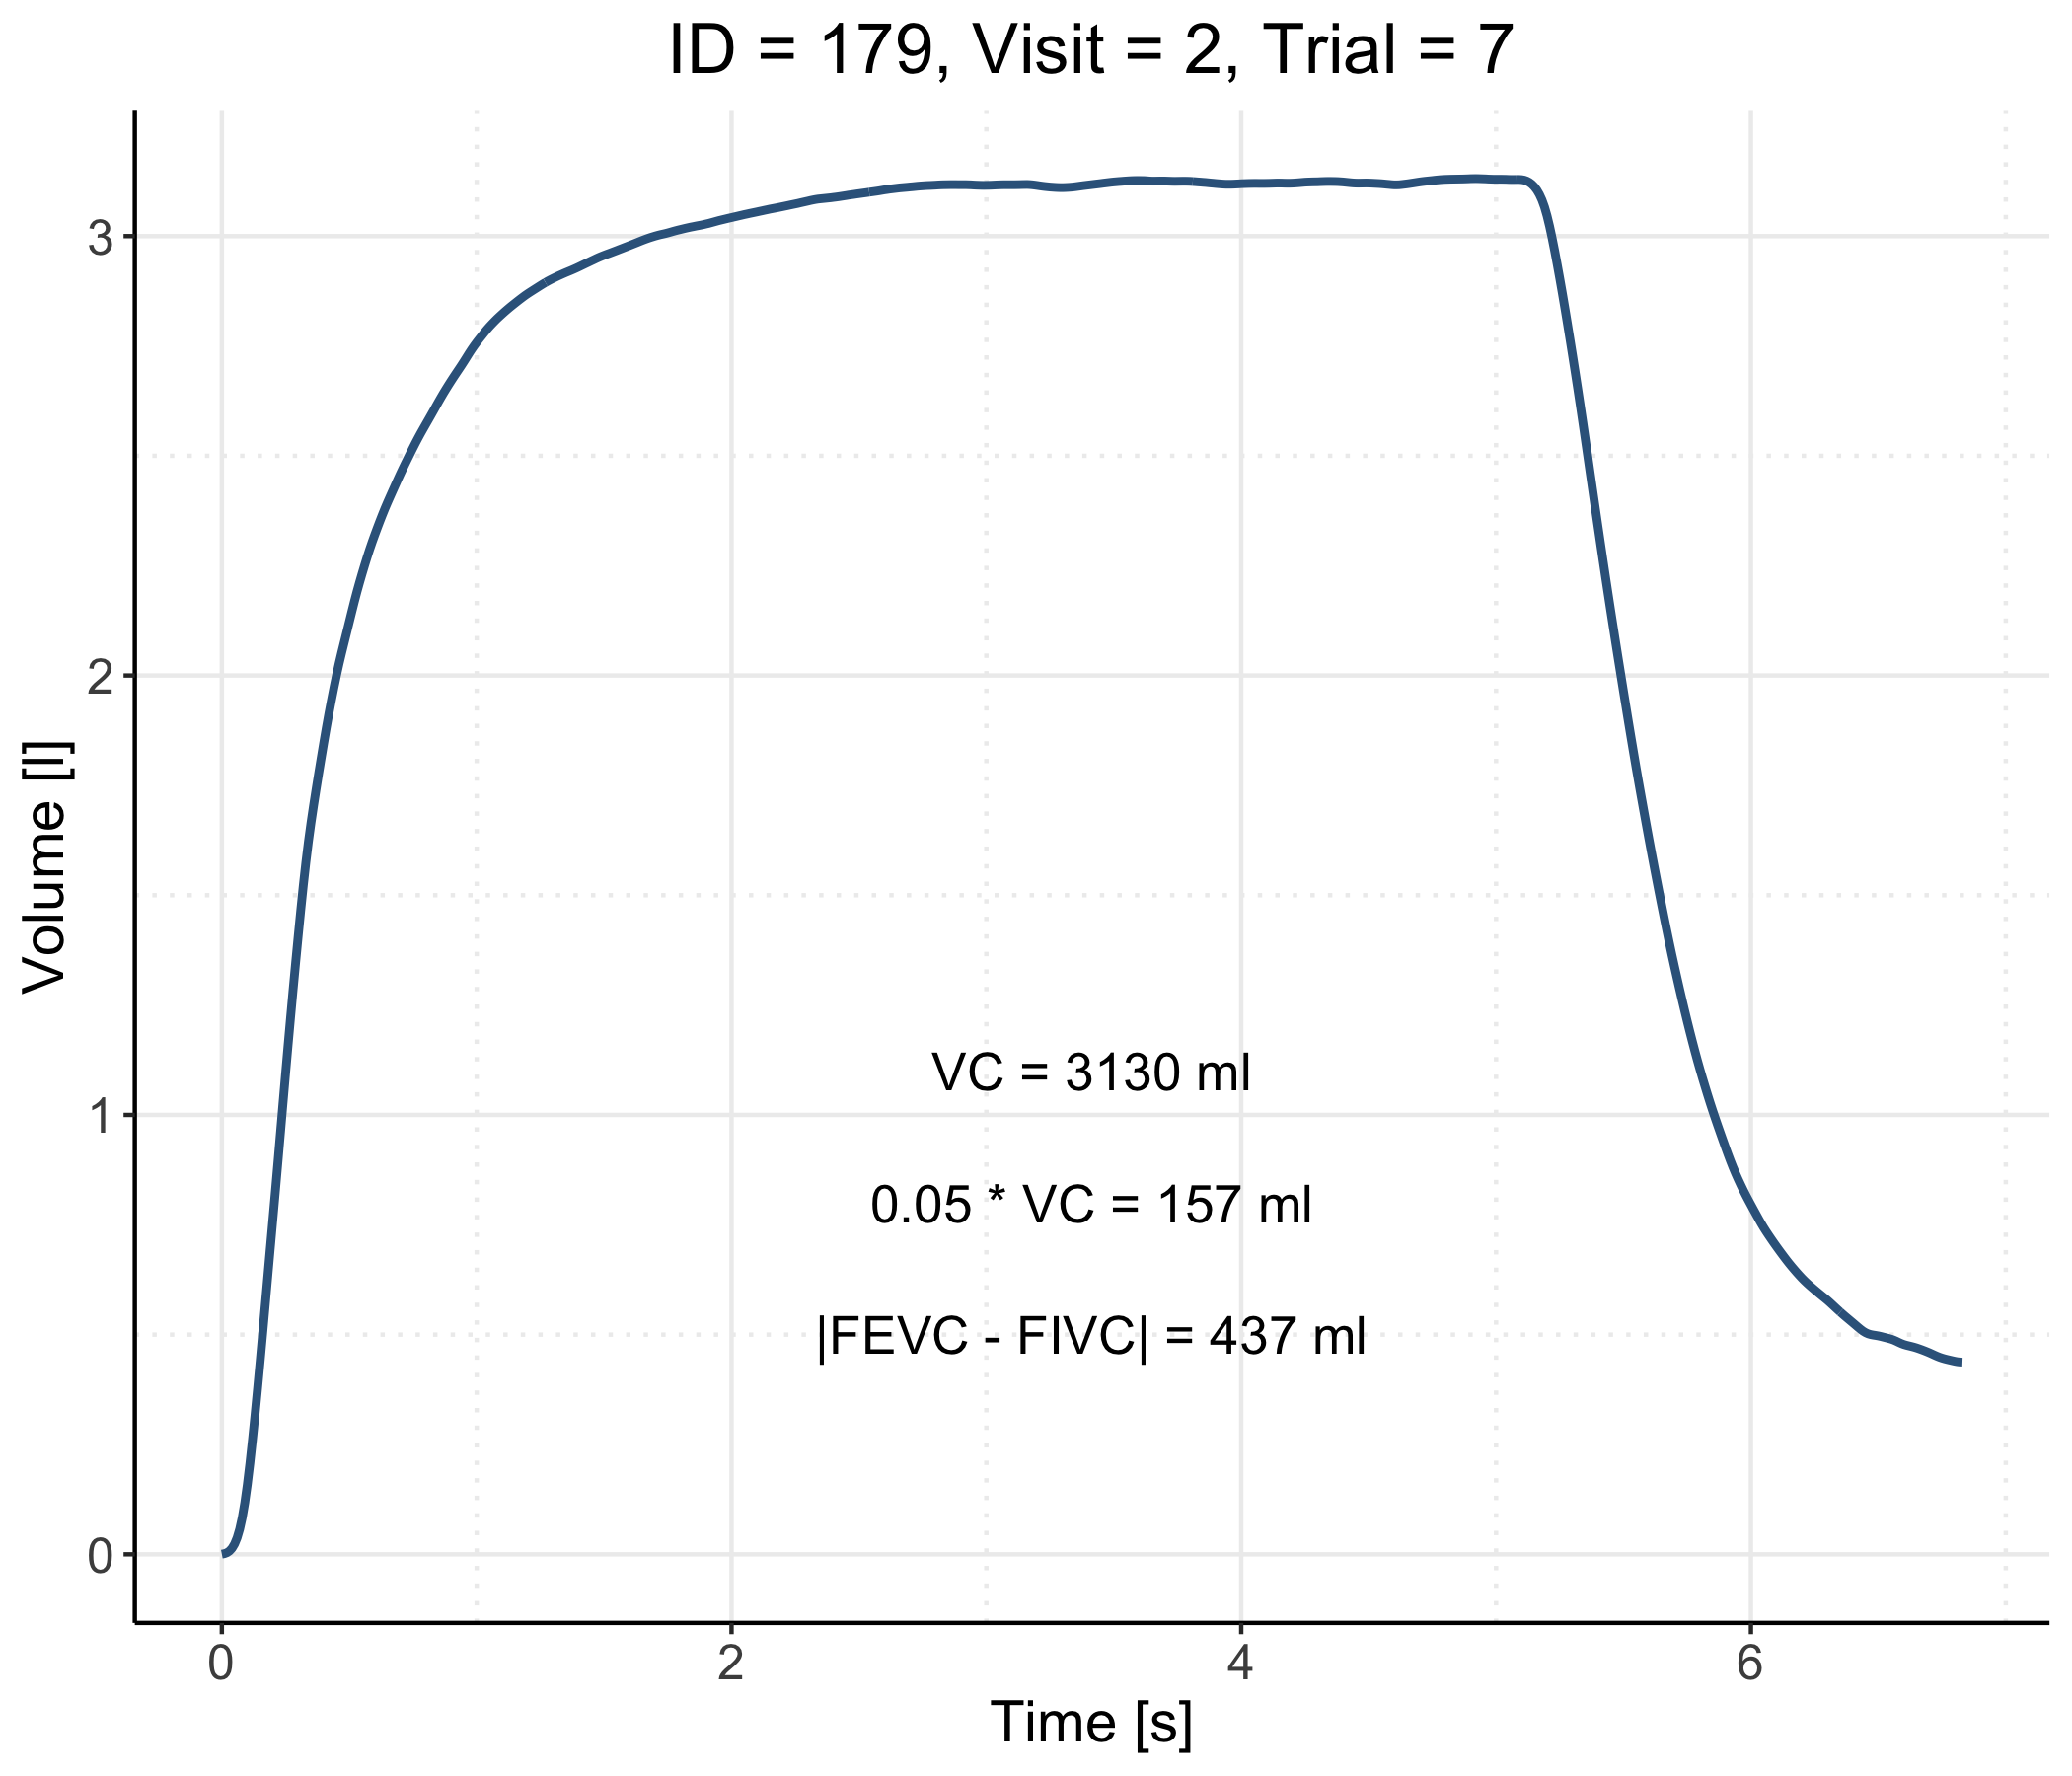 ID = 179, Visit = 2, Trial = 7
3
2
1
0
Volume [l]
VC = 3130 ml
0.05 * VC = 157 ml
|FEVC - FIVC| = 437 ml
0 2 4 6
Time [s]